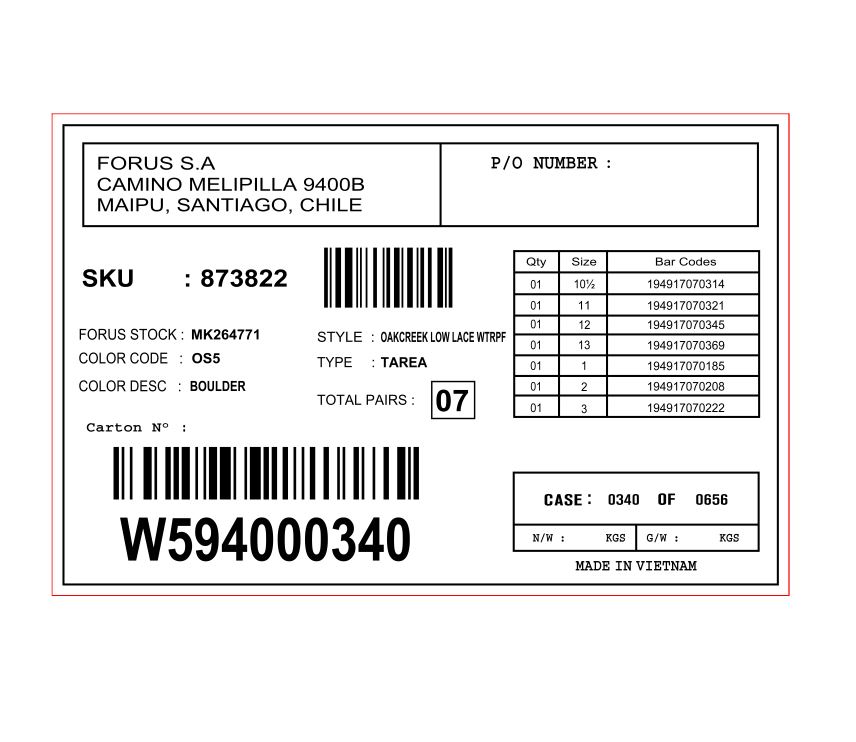 FORUS S.A
CAMINO MELIPILLA 9400B
MAIPU, SANTIAGO, CHILE
P/O NUMBER :
SKU : 873822
FORUS STOCK : MK264771
COLOR CODE : OS5
COLOR DESC : BOULDER
STYLE : OAKCREEK LOW LACE WTRPF
TYPE : TAREA
TOTAL PAIRS : 07
Qty Size Bar Codes
01 10½ 194917070314
01 11 194917070321
01 12 194917070345
01 13 194917070369
01 1 194917070185
01 2 194917070208
01 3 194917070222
Carton Nº :
W594000340
CASE: 0340 OF 0656
N/W : KGS G/W : KGS
MADE IN VIETNAM